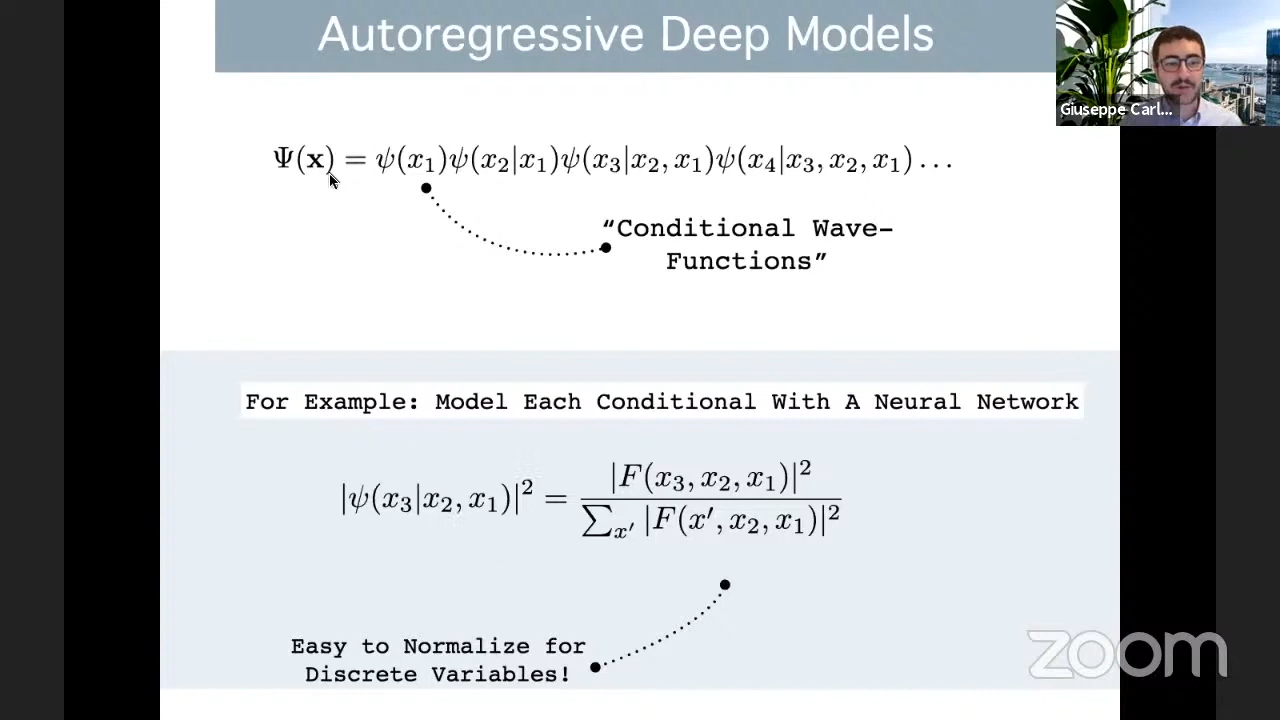 Autoregressive Deep Models
Giuseppe Carl...
Ψ(x) = ψ(x₁)ψ(x₂|x₁)ψ(x₃|x₂, x₁)ψ(x₄|x₃, x₂, x₁) . . .
“Conditional Wave-
Functions”
For Example: Model Each Conditional With A Neural Network
|ψ(x₃|x₂, x₁)|² = |F(x₃, x₂, x₁)|² / ∑ₓ′ |F(x′, x₂, x₁)|²
Easy to Normalize for
Discrete Variables!
zoom